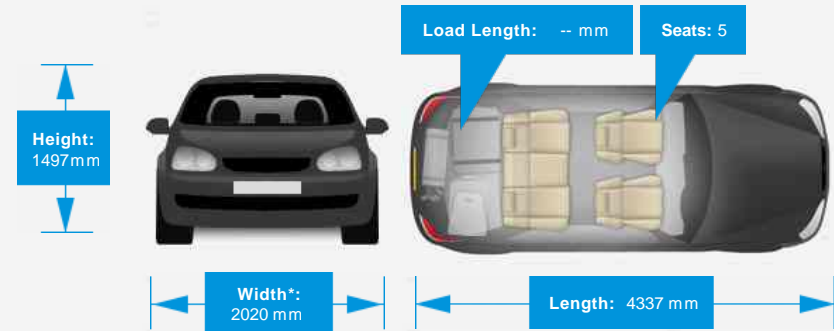 Load Length: -- mm
Seats: 5
Height:
1497mm
Width*:
2020 mm
Length: 4337 mm